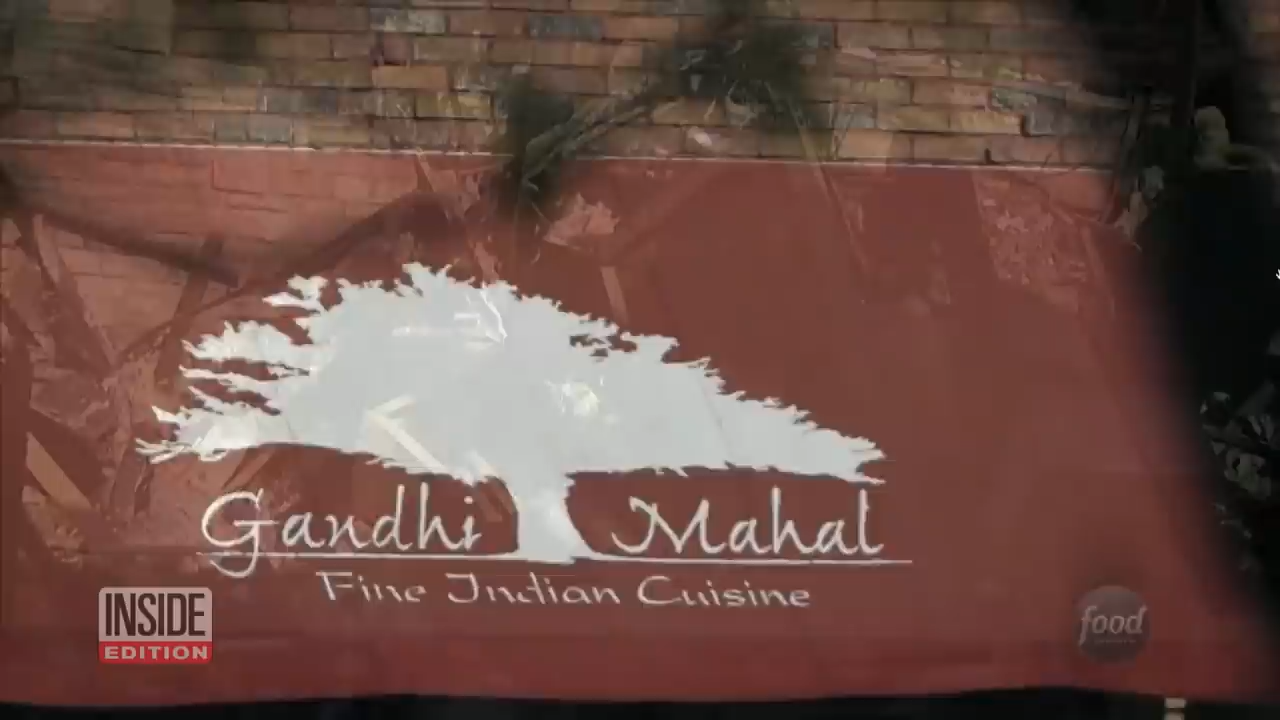 Gandhi Mahal
Fine Indian Cuisine
INSIDE
EDITION
food